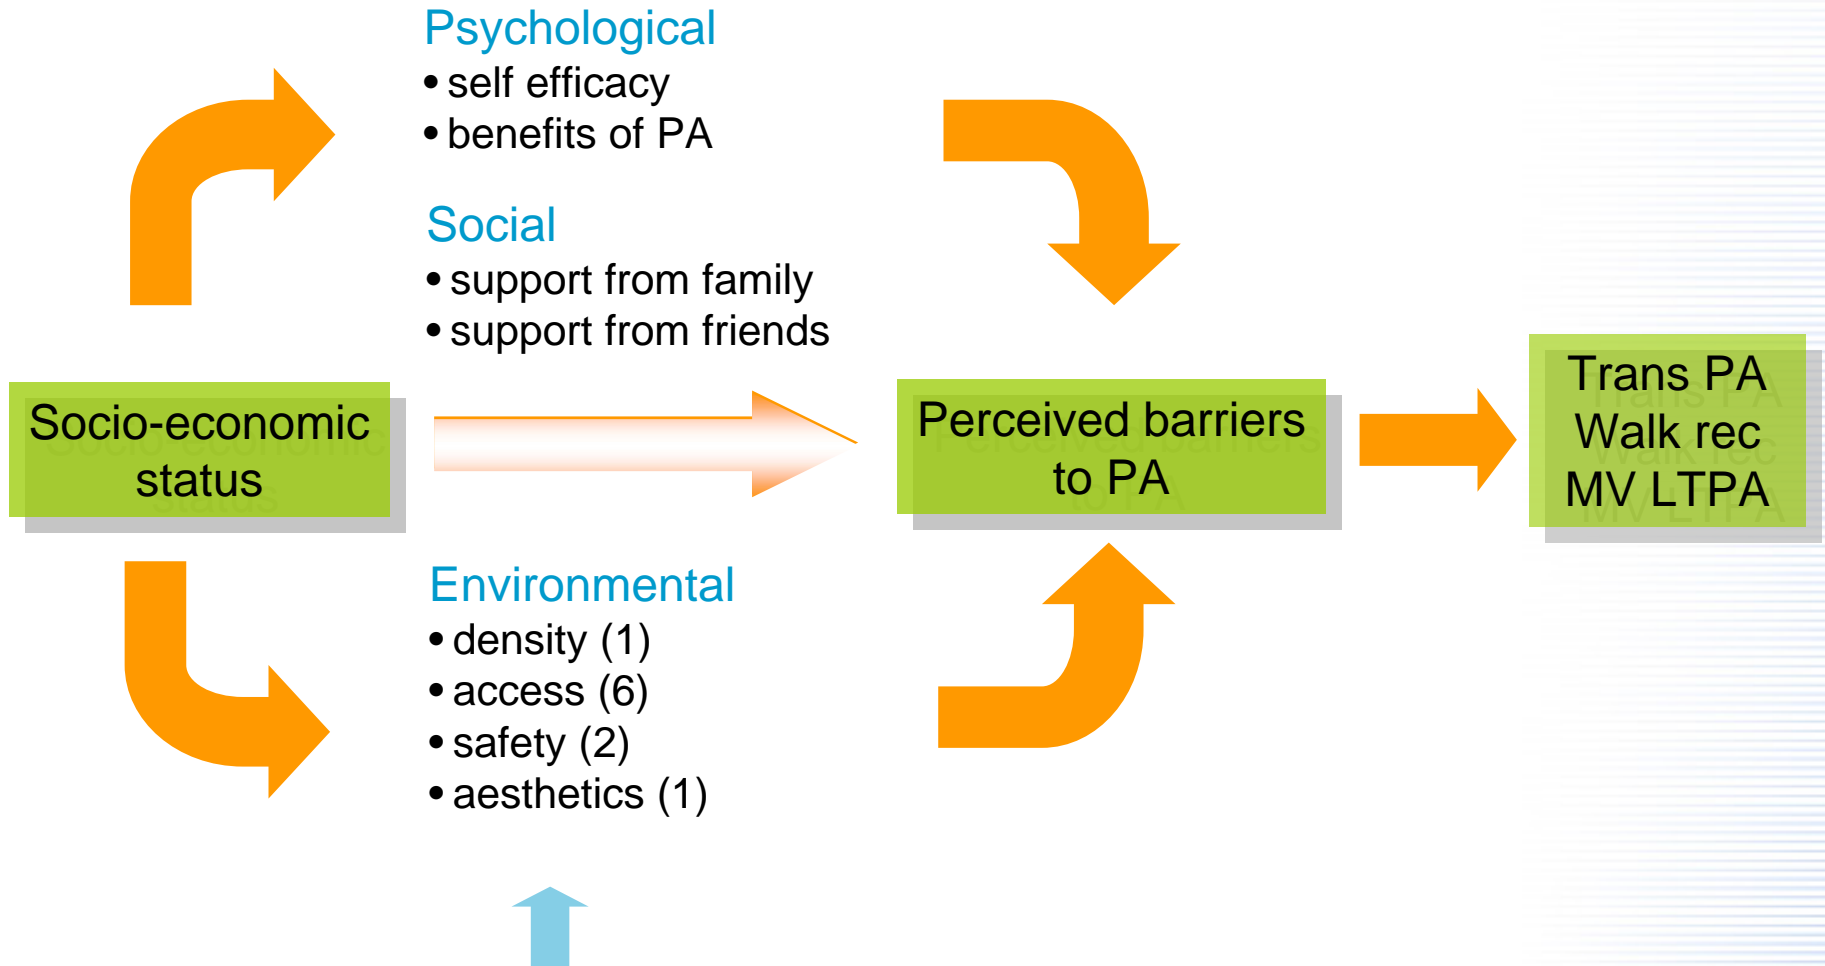 Psychological
• self efficacy
• benefits of PA
Social
• support from family
• support from friends
Socio-economic
status
Perceived barriers
to PA
Trans PA
Walk rec
MV LTPA
Environmental
• density (1)
• access (6)
• safety (2)
• aesthetics (1)